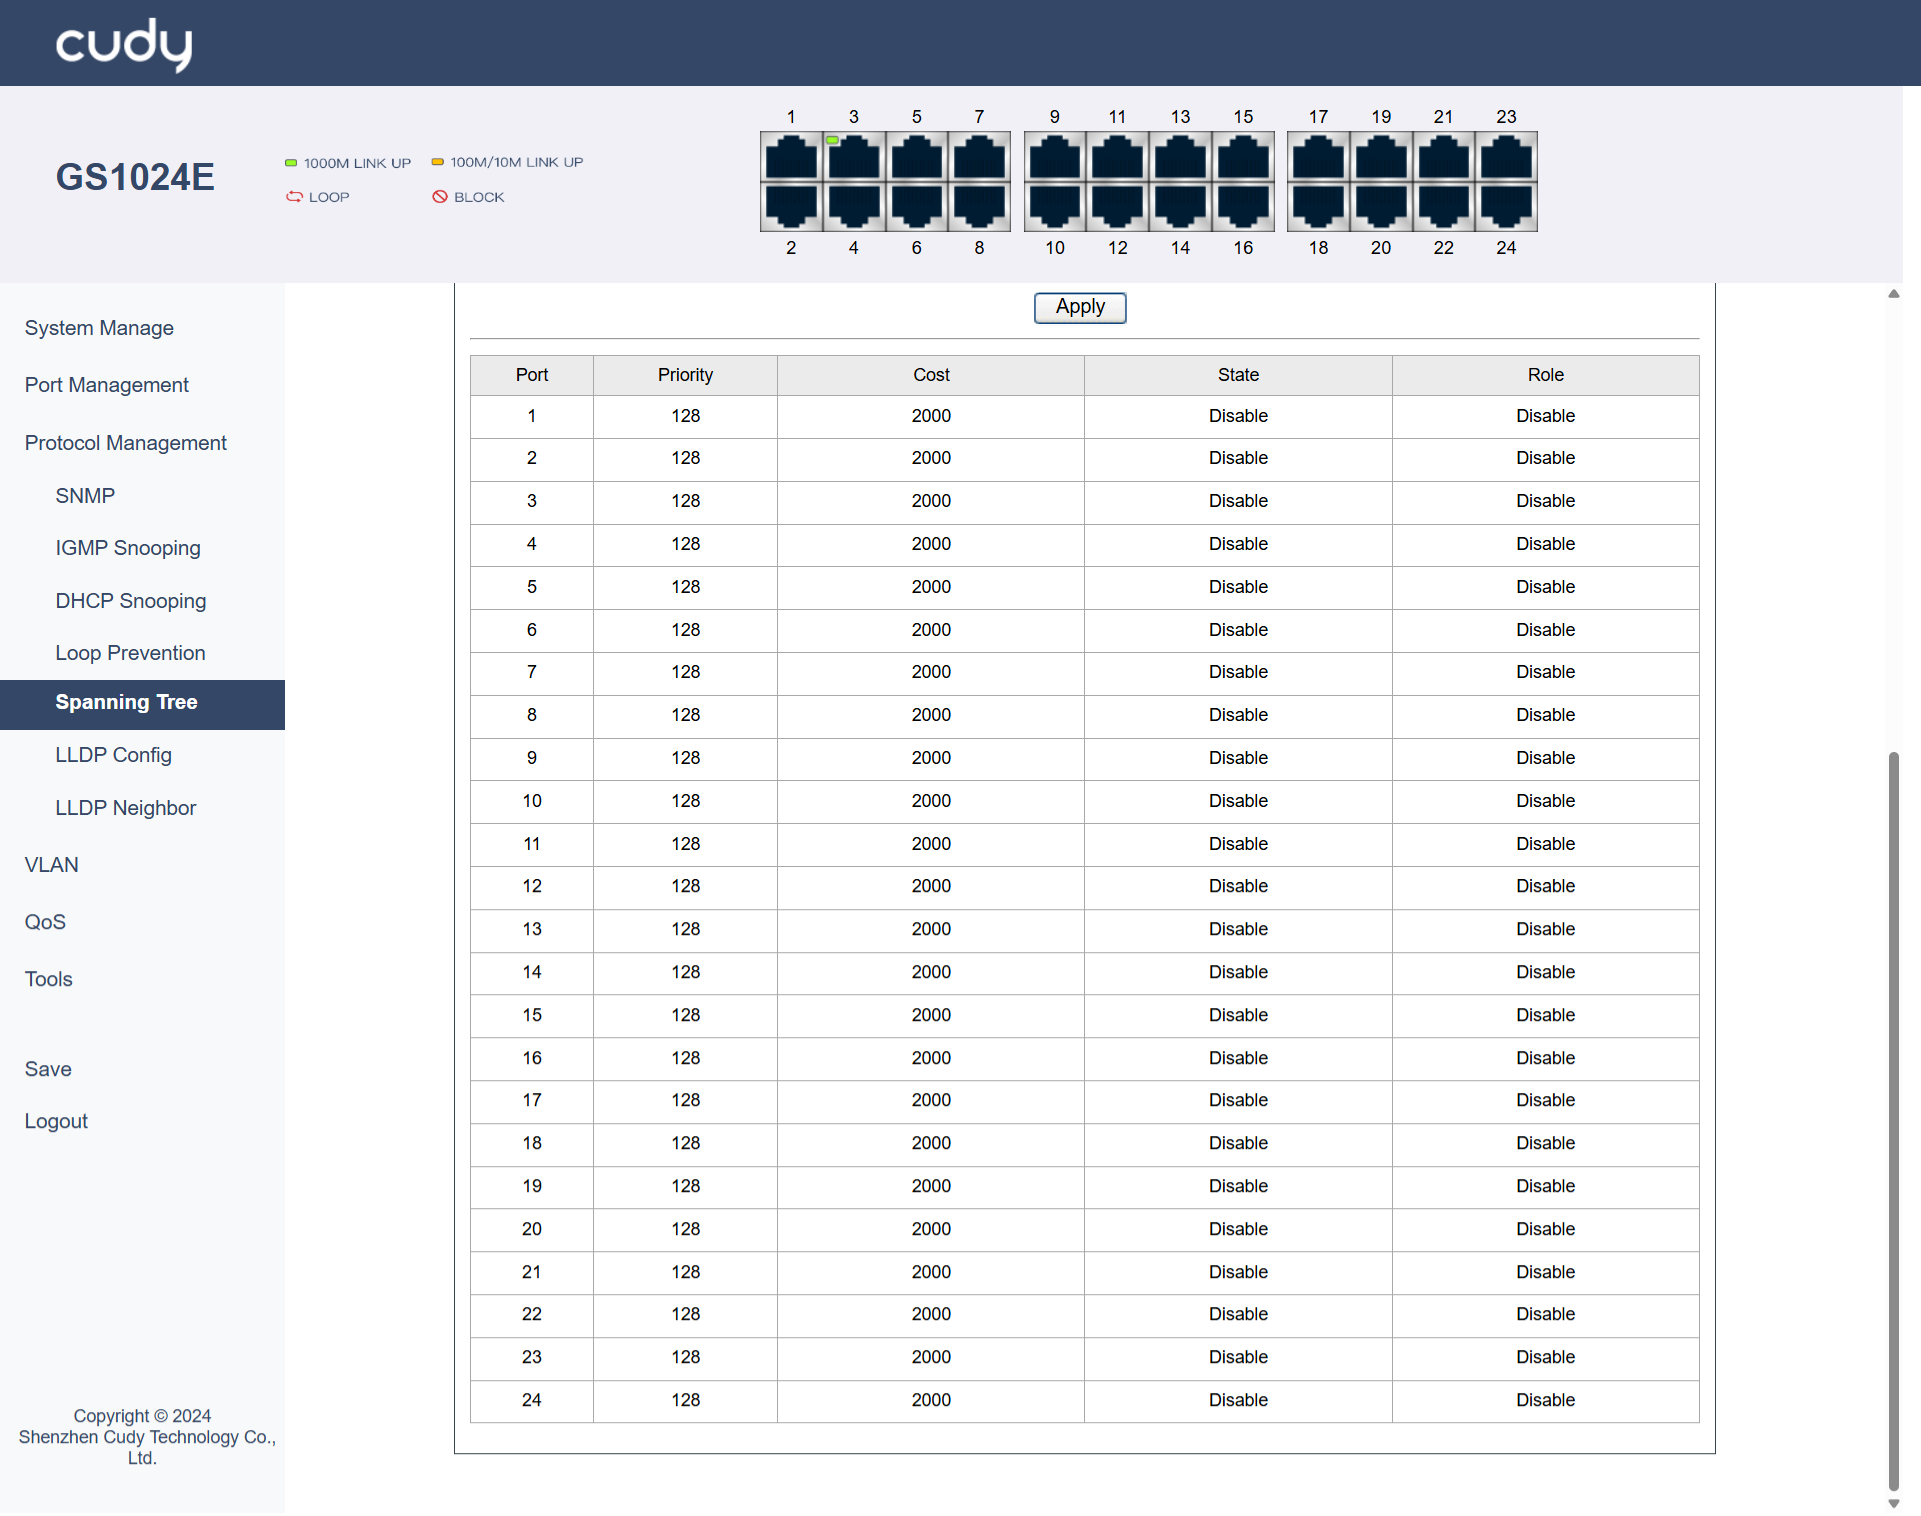 cudy
GS1024E
1000M LINK UP 100M/10M LINK UP
LOOP BLOCK
1 3 5 7 9 11 13 15 17 19 21 23
2 4 6 8 10 12 14 16 18 20 22 24
System Manage
Port Management
Protocol Management
SNMP
IGMP Snooping
DHCP Snooping
Loop Prevention
Spanning Tree
LLDP Config
LLDP Neighbor
VLAN
QoS
Tools
Save
Logout
Copyright © 2024
Shenzhen Cudy Technology Co.,
Ltd.
Apply
Port Priority Cost State Role
1 128 2000 Disable Disable
2 128 2000 Disable Disable
3 128 2000 Disable Disable
4 128 2000 Disable Disable
5 128 2000 Disable Disable
6 128 2000 Disable Disable
7 128 2000 Disable Disable
8 128 2000 Disable Disable
9 128 2000 Disable Disable
10 128 2000 Disable Disable
11 128 2000 Disable Disable
12 128 2000 Disable Disable
13 128 2000 Disable Disable
14 128 2000 Disable Disable
15 128 2000 Disable Disable
16 128 2000 Disable Disable
17 128 2000 Disable Disable
18 128 2000 Disable Disable
19 128 2000 Disable Disable
20 128 2000 Disable Disable
21 128 2000 Disable Disable
22 128 2000 Disable Disable
23 128 2000 Disable Disable
24 128 2000 Disable Disable